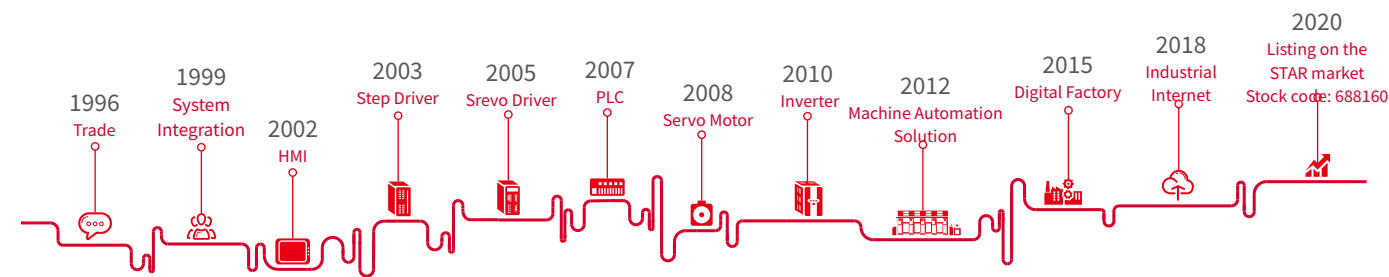 1996
Trade
1999
System
Integration
2002
HMI
2003
Step Driver
2005
Srevo Driver
2007
PLC
2008
Servo Motor
2010
Inverter
2012
Machine Automation
Solution
2015
Digital Factory
2018
Industrial
Internet
2020
Listing on the
STAR market
Stock code: 688160